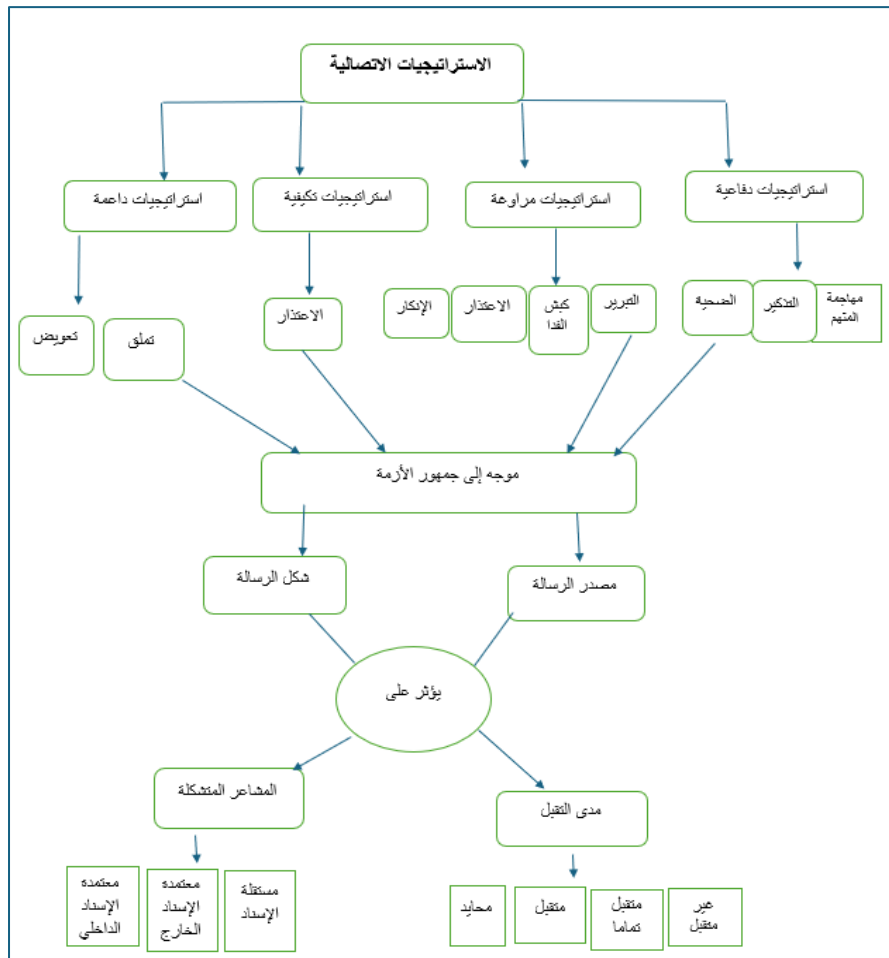 الاستراتيجيات الاتصالية
استراتيجيات دفاعية
استراتيجيات مراوغة
استراتيجيات تكيفية
استراتيجيات داعمة
مهاجمة
المتهم
التذكير
الضحية
التبرير
كبش
الفدا
الاعتذار
الإنكار
الاعتذار
تملق
تعويض
موجه إلى جمهور الأزمة
مصدر الرسالة
شكل الرسالة
يؤثر على
مدى التقبل
المشاعر المتشكلة
غير
متقبل
متقبل
تماما
متقبل
محايد
مستقلة
الإسناد
معتمده
الإسناد
الخارج
معتمده
الإسناد
الداخلي